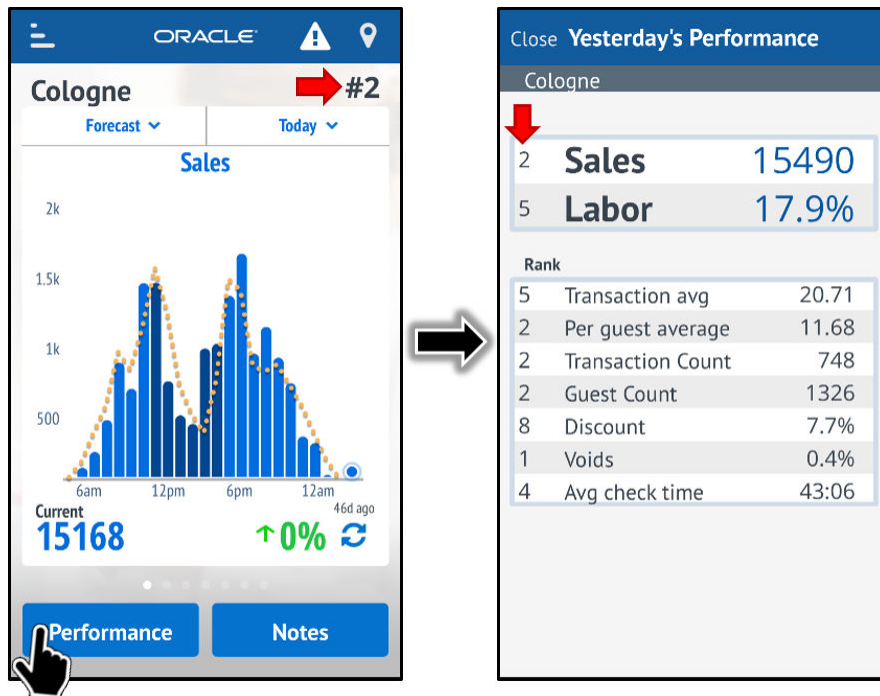 ORACLE
Cologne #2
Forecast Today
Sales
2k
1.5k
1k
500
6am 12pm 6pm 12am
Current 46d ago
15168 0%
Performance Notes
Close Yesterday's Performance
Cologne
2 Sales 15490
5 Labor 17.9%
Rank
5 Transaction avg 20.71
2 Per guest average 11.68
2 Transaction Count 748
2 Guest Count 1326
8 Discount 7.7%
1 Voids 0.4%
4 Avg check time 43:06